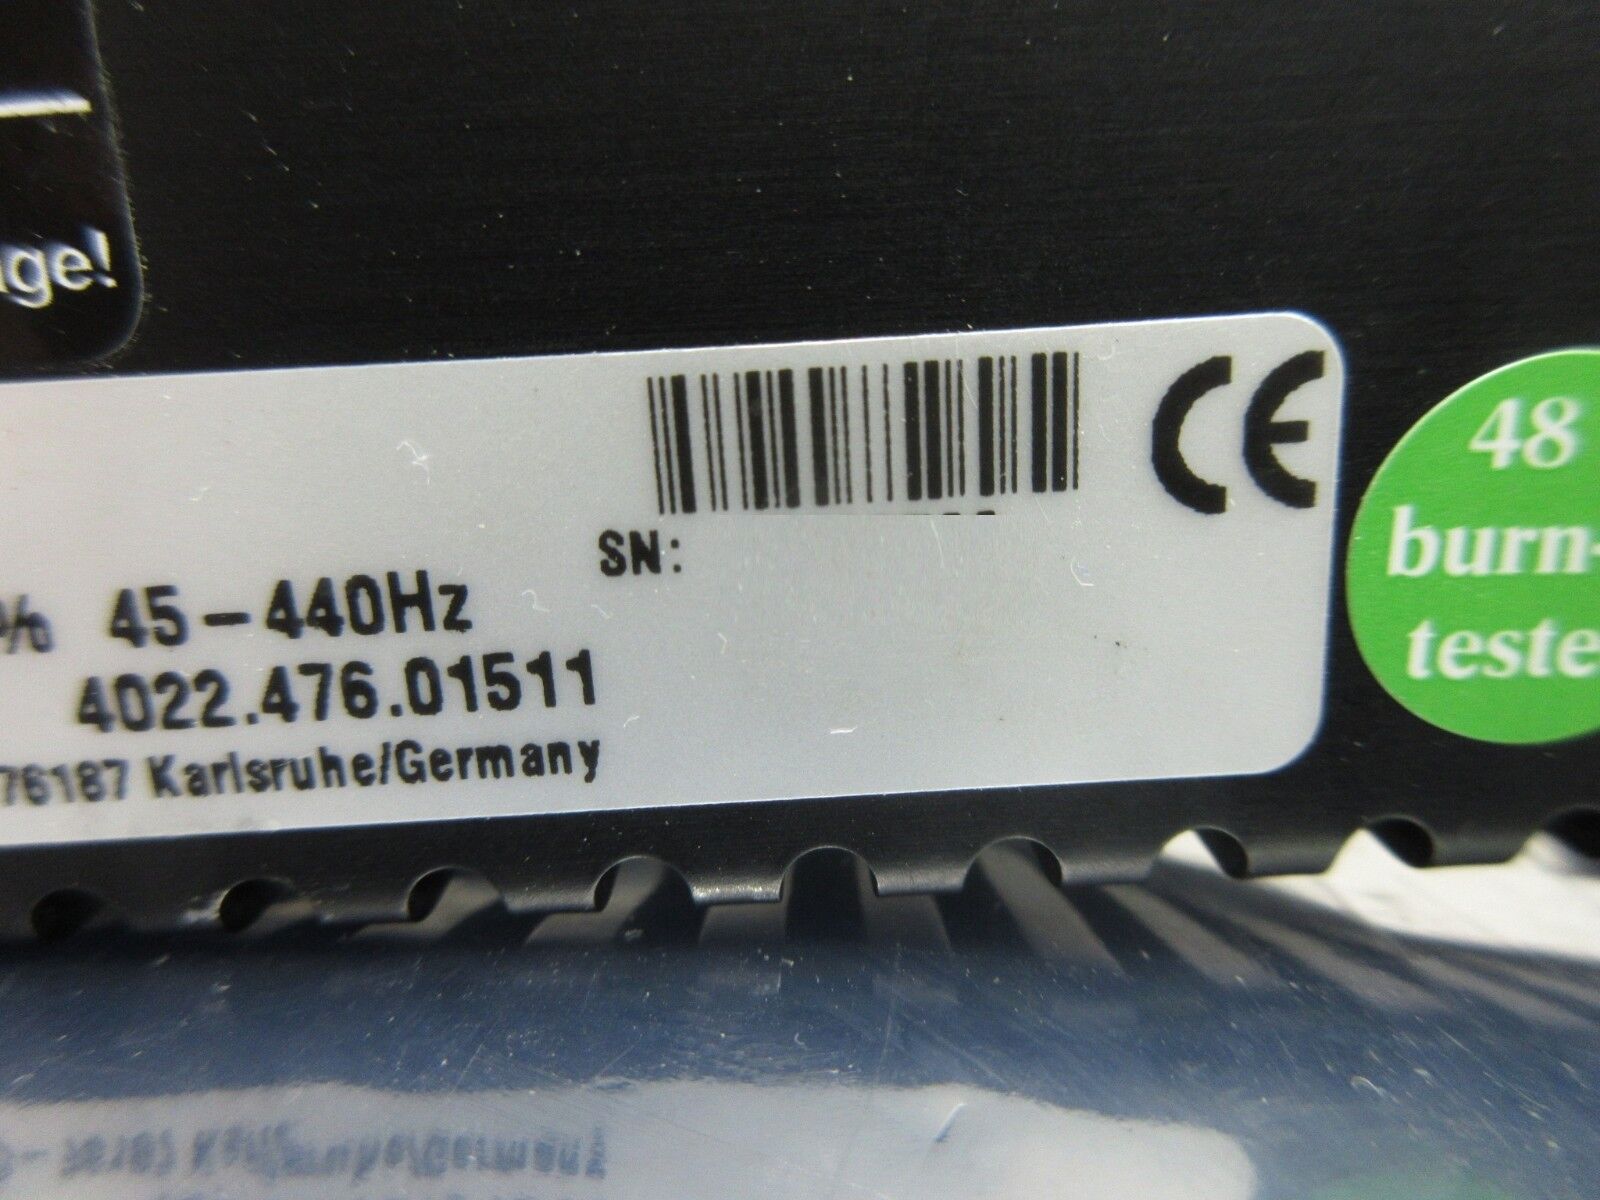 ge!
SN:
% 45-440Hz
4022.476.01511
76187 Karlsruhe/Germany
CE
48
burn-
teste